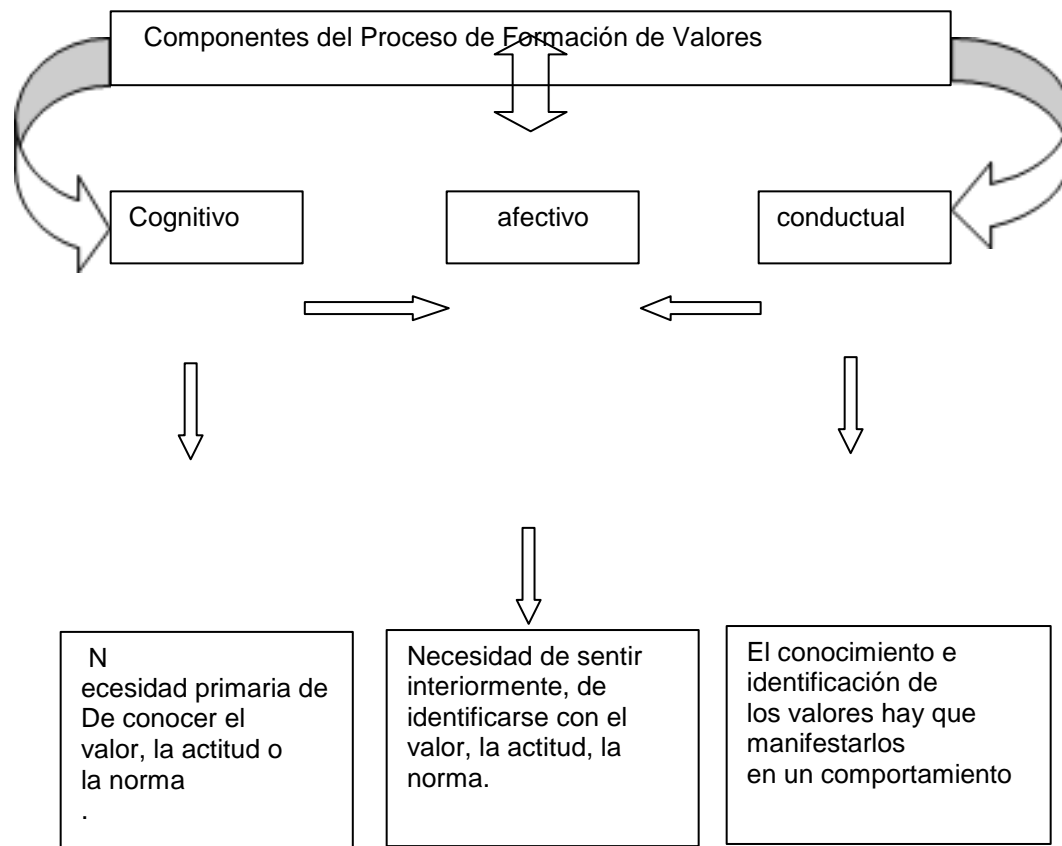 Componentes del Proceso de Formación de Valores
Cognitivo
afectivo
conductual
N
ecesidad primaria de
De conocer el
valor, la actitud o
la norma
.
Necesidad de sentir
interiormente, de
identificarse con el
valor, la actitud, la
norma.
El conocimiento e
identificación de
los valores hay que
manifestarlos
en un comportamiento